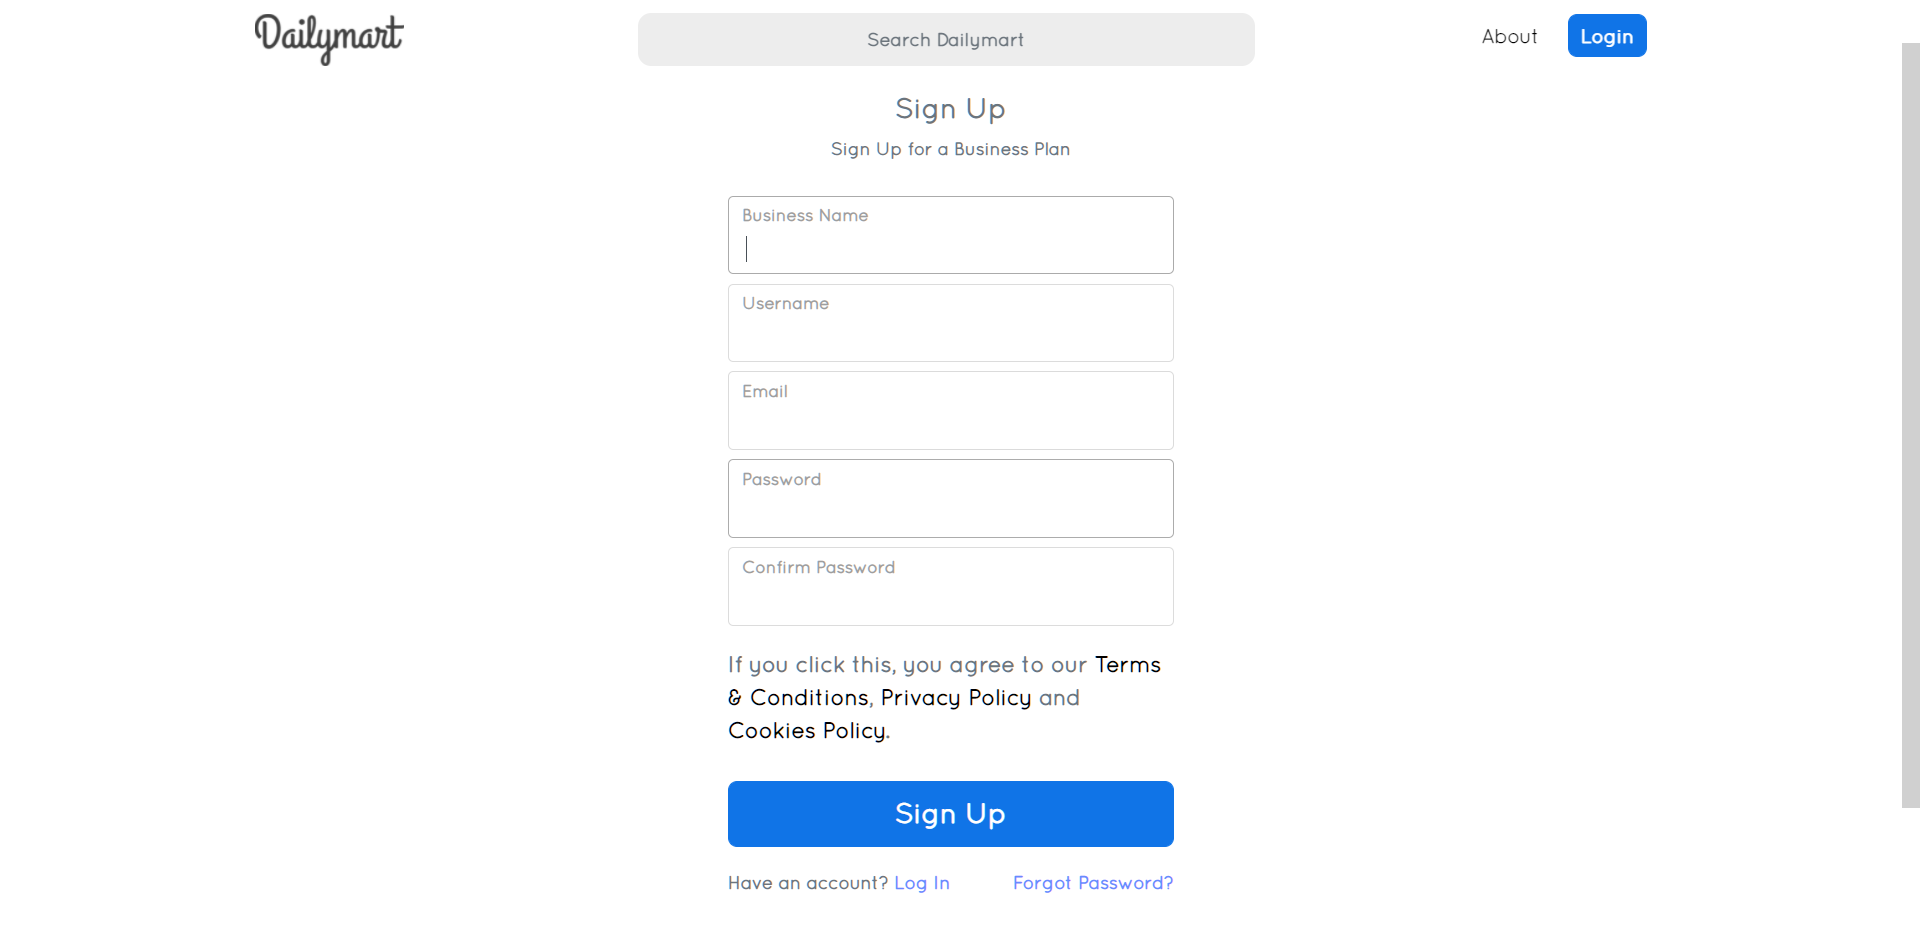 Dailymart
Search Dailymart
About
Login
Sign Up
Sign Up for a Business Plan
Business Name
Username
Email
Password
Confirm Password
If you click this, you agree to our Terms
& Conditions, Privacy Policy and
Cookies Policy.
Sign Up
Have an account? Log In
Forgot Password?